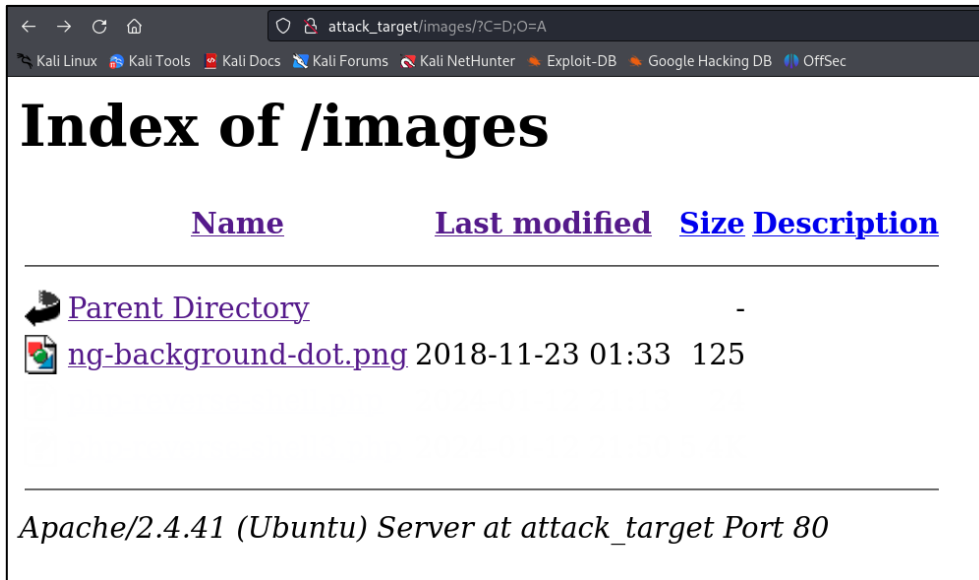 attack_target/images/?C=D;O=A
Kali Linux Kali Tools Kali Docs Kali Forums Kali NetHunter Exploit-DB Google Hacking DB OffSec
Index of /images
Name Last modified Size Description
Parent Directory -
ng-background-dot.png 2018-11-23 01:33 125
Apache/2.4.41 (Ubuntu) Server at attack_target Port 80